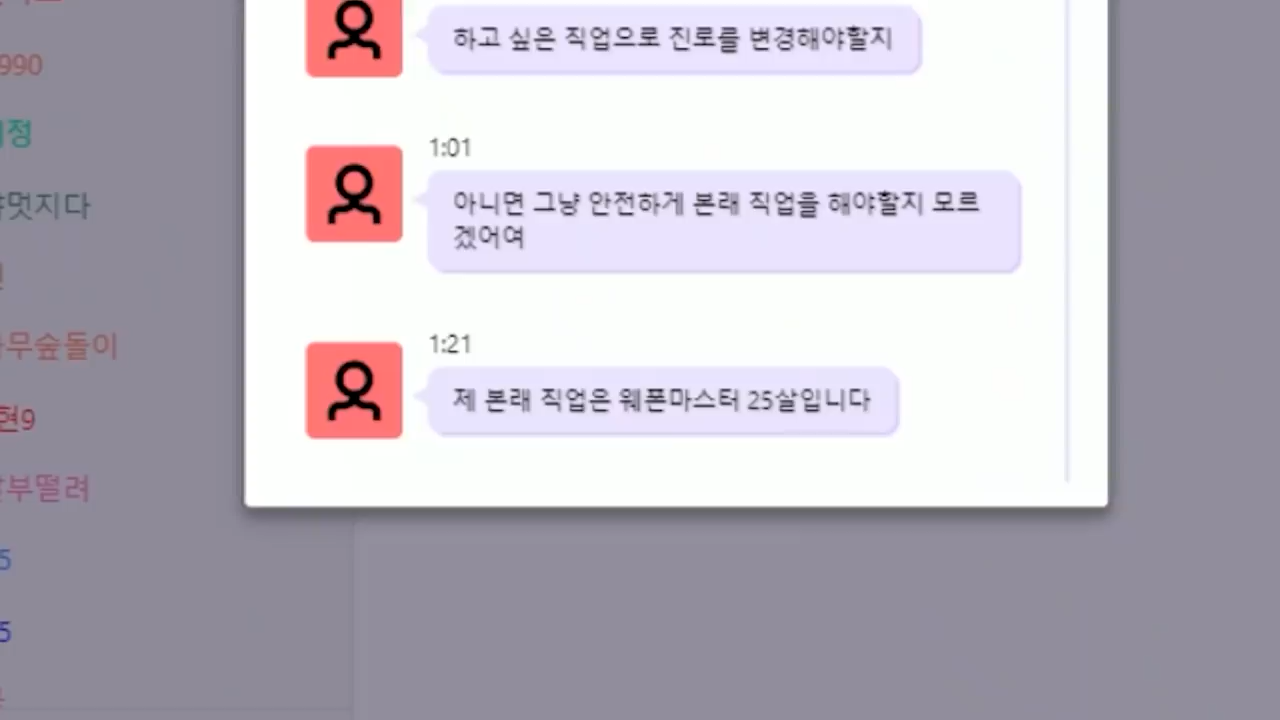 990
정
멋지다
하고 싶은 직업으로 진로를 변경해야할지
1:01
아니면 그냥 안전하게 본래 직업을 해야할지 모르
겠어여
무숲돌이
1:21
현9
제 본래 직업은 웨폰마스터 25살입니다
부떨려
5
5